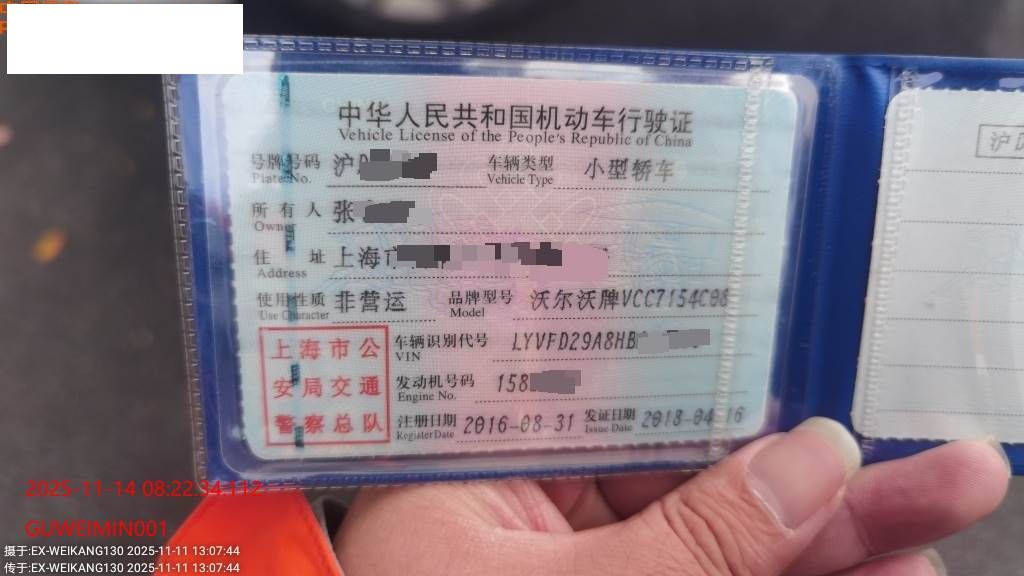 中华人民共和国机动车行驶证
Vehicle License of the People's Republic of China
号牌号码 沪 车辆类型 小型轿车
Plate No. Vehicle Type
所有人 张
Owner
住址 上海市
Address
使用性质 非营运 品牌型号 沃尔沃牌VCC7154C08
Use Character Model
上海市公
安局交通
警察总队
车辆识别代号 LYVFD29A8HB
VIN
发动机号码 158
Engine No.
注册日期 2016-08-31 发证日期 2018-04-16
Register Date Issue Date
沪
2025-11-14 08:22:34.112
GUWEIMIN001
摄于:EX-WEIKANG130 2025-11-11 13:07:44
传于:EX-WEIKANG130 2025-11-11 13:07:44